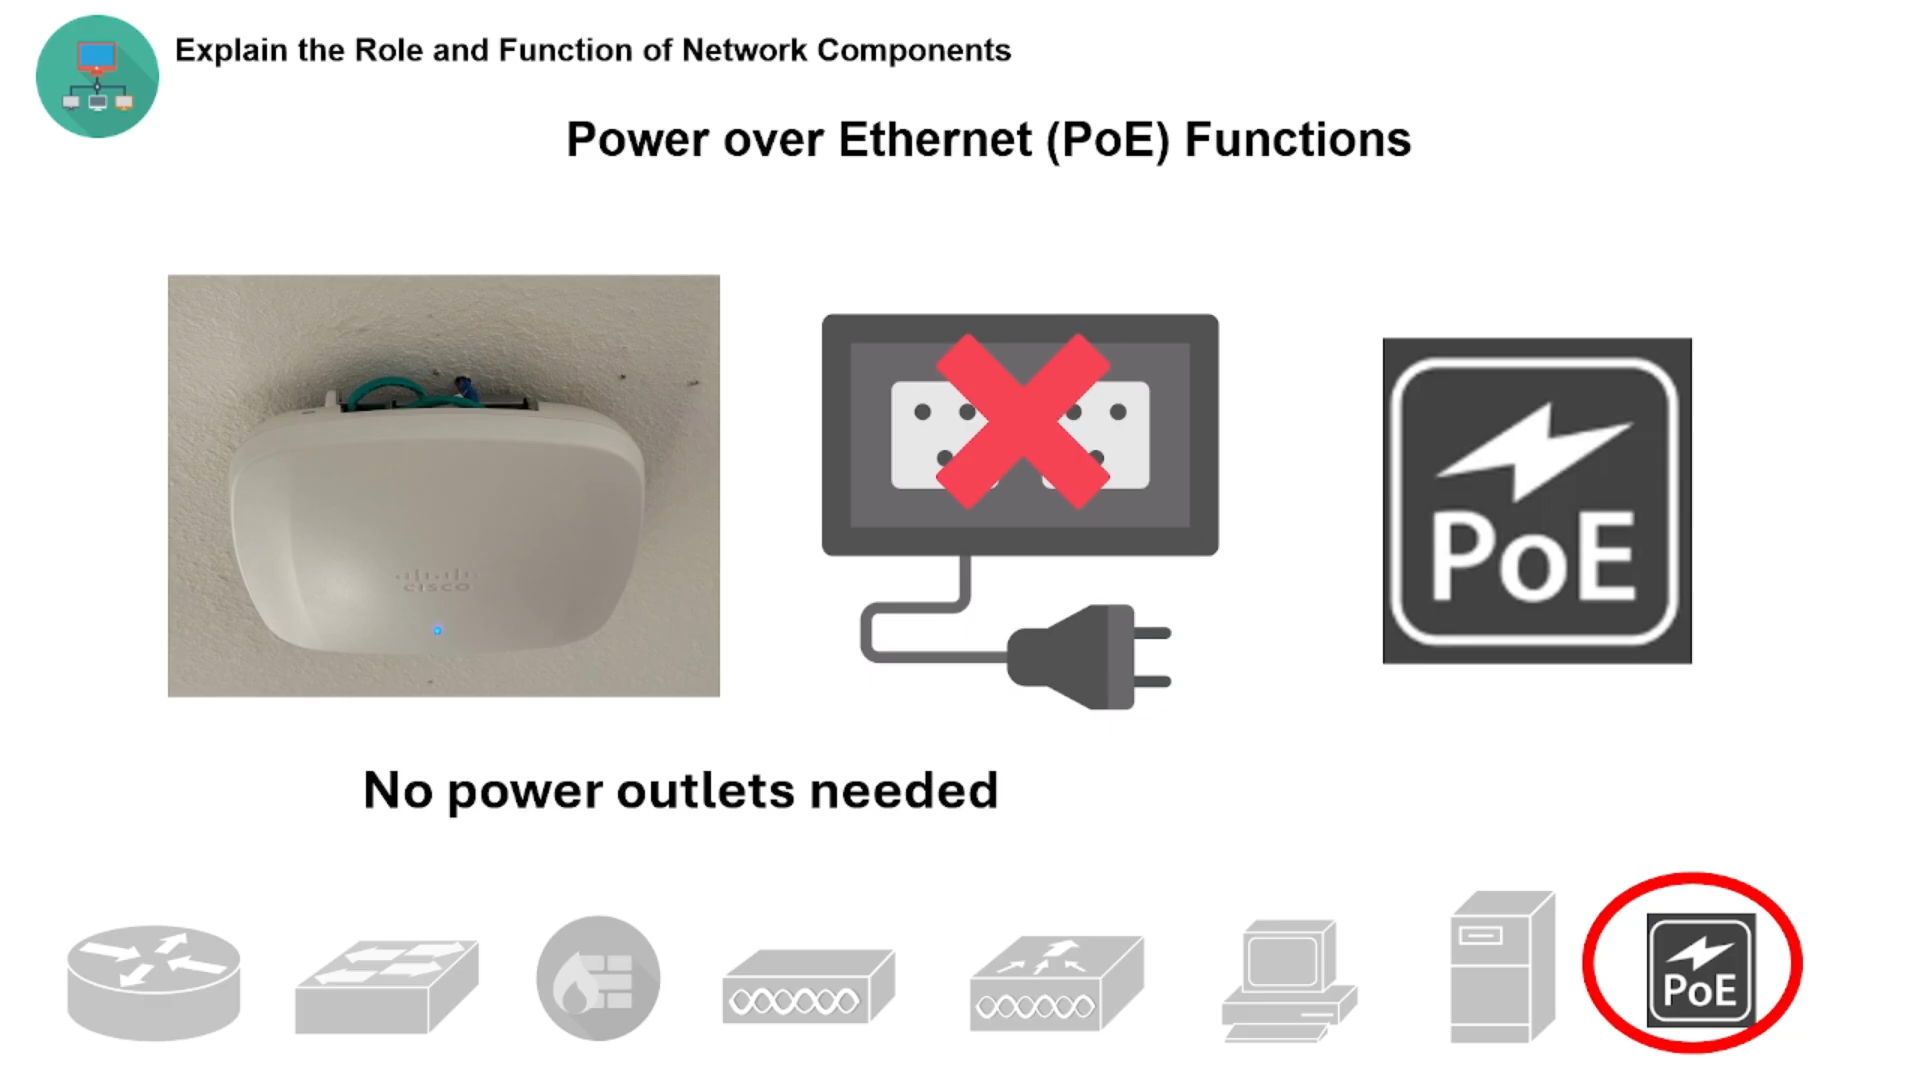 Explain the Role and Function of Network Components
Power over Ethernet (PoE) Functions
CISCO
PoE
No power outlets needed
PoE